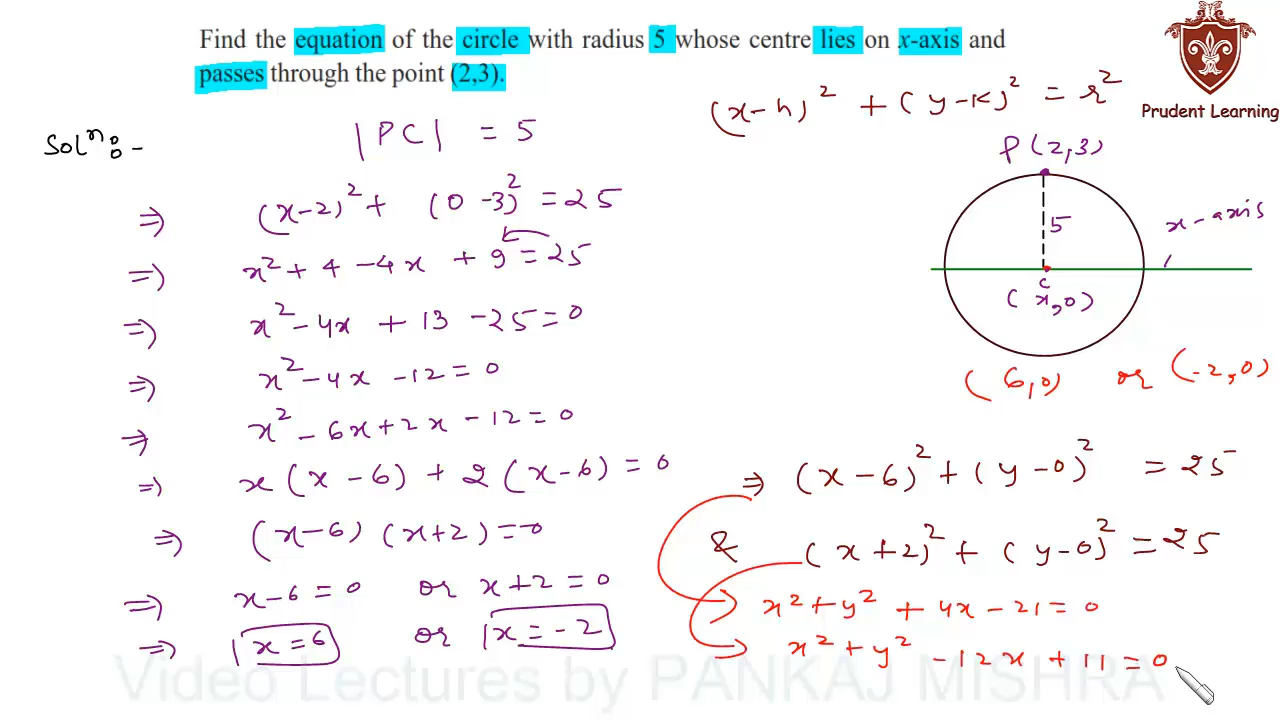 Find the equation of the circle with radius 5 whose centre lies on x-axis and
passes through the point (2,3).
Prudent Learning
(x-h)² + (y-k)² = r²
Solⁿ: -
|PC| = 5
⇒ (x-2)² + (0-3)² = 25
⇒ x² + 4 - 4x + 9 = 25
⇒ x² - 4x + 13 - 25 = 0
⇒ x² - 4x - 12 = 0
⇒ x² - 6x + 2x - 12 = 0
⇒ x(x-6) + 2(x-6) = 0
⇒ (x-6)(x+2) = 0
⇒ x-6 = 0 or x+2 = 0
⇒ x = 6 or x = -2
P(2,3)
5
x-axis
C
(x,0)
(6,0) or (-2,0)
⇒ (x-6)² + (y-0)² = 25
& (x+2)² + (y-0)² = 25
x² + y² + 4x - 21 = 0
x² + y² - 12x + 11 = 0
Video Lectures by PANKAJ MISHRA